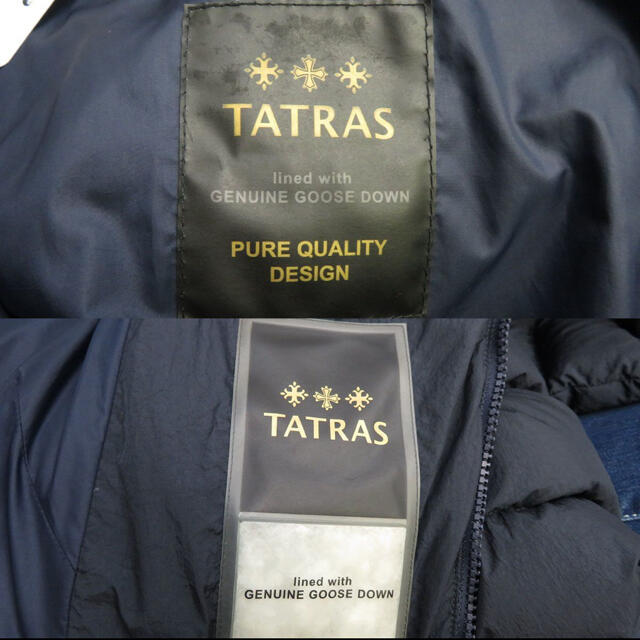 TATRAS
lined with
GENUINE GOOSE DOWN
PURE QUALITY
DESIGN
TATRAS
lined with
GENUINE GOOSE DOWN